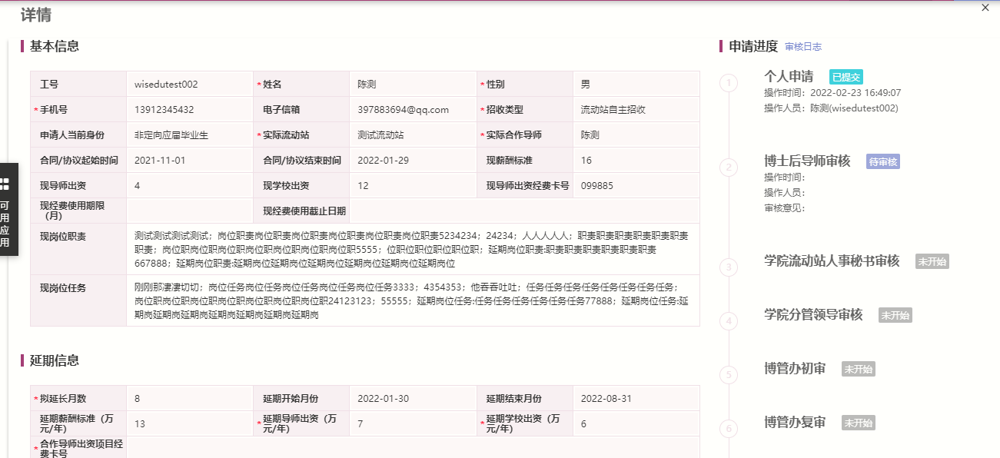 详情
基本信息
工号 wisedutest002 *姓名 陈测 *性别 男
*手机号 13912345432 电子信箱 397883694@qq.com *招收类型 流动站自主招收
申请人当前身份 非定向应届毕业生 *实际流动站 测试流动站 *实际合作导师 陈测
合同/协议起始时间 2021-11-01 合同/协议结束时间 2022-01-29 现薪酬标准 16
现导师出资 4 现学校出资 12 现导师出资经费卡号 099885
现经费使用期限
（月） 现经费使用截止日期
现岗位职责 测试测试测试测试；岗位职责岗位职责岗位职责岗位职责岗位职责岗位职责5234234；24234；人人人人人；职责职责职责职责职责职责
职责；岗位职岗位职岗位职岗位职岗位职岗位职岗位职5555；位职位职位职位职位职；延期岗位职责:职责职责职责职责职责职责
667888；延期岗位职责:延期岗位延期岗位延期岗位延期岗位延期岗位延期岗位
现岗位任务 刚刚那凄凄切切；岗位任务岗位任务岗位任务岗位任务岗位任务3333；4354353；他吞吞吐吐；任务任务任务任务任务任务任务任务；
岗位职岗位职岗位职岗位职岗位职岗位职岗位职24123123；55555；延期岗位任务:任务任务任务任务任务任务77888；延期岗位任务:延
期岗延期岗延期岗延期岗延期岗延期岗延期岗
延期信息
*拟延长月数 8 延期开始月份 2022-01-30 延期结束月份 2022-08-31
延期薪酬标准（万
元/年） 13 *延期导师出资（万
元/年） 7 *延期学校出资（万
元/年） 6
*合作导师出资项目经
费卡号
可
用
应
用
申请进度 审核日志
1 个人申请 已提交
操作时间：2022-02-23 16:49:07
操作人员：陈测(wisedutest002)
2 博士后导师审核 待审核
操作时间：
操作人员：
审核意见：
3 学院流动站人事秘书审核 未开始
4 学院分管领导审核 未开始
5 博管办初审 未开始
6 博管办复审 未开始